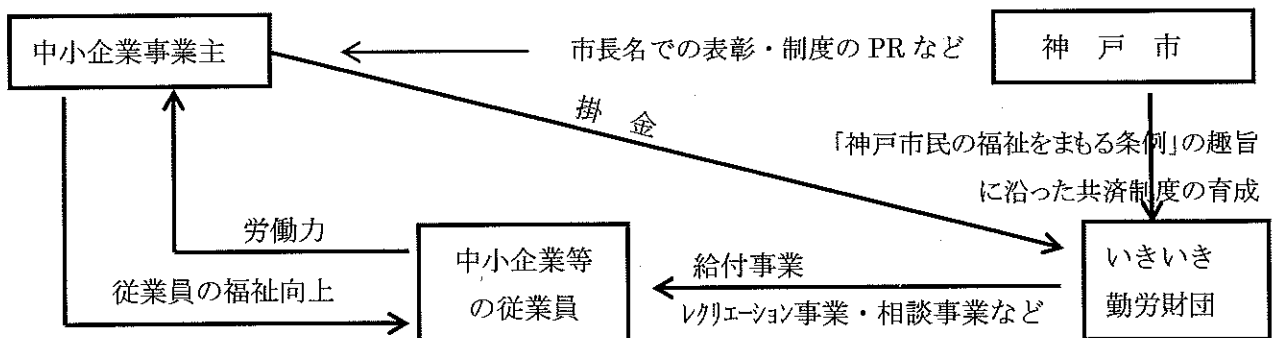 中小企業事業主
市長名での表彰・制度の PR など
神 戸 市
掛 金
「神戸市民の福祉をまもる条例」の趣旨
に沿った共済制度の育成
労働力
従業員の福祉向上
中小企業等
の従業員
給付事業
ﾚｸﾘｴｰｼｮﾝ事業・相談事業など
いきいき
勤労財団